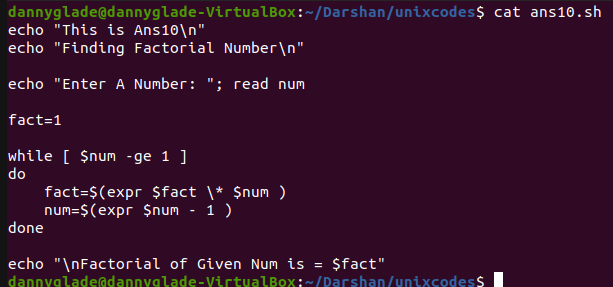 dannyglade@dannyglade-VirtualBox:~/Darshan/unixcodes$ cat ans10.sh
echo "This is Ans10\n"
echo "Finding Factorial Number\n"

echo "Enter A Number: "; read num

fact=1

while [ $num -ge 1 ]
do
    fact=$(expr $fact \* $num )
    num=$(expr $num - 1 )
done

echo "\nFactorial of Given Num is = $fact"
dannyglade@dannyglade-VirtualBox:~/Darshan/unixcodes$